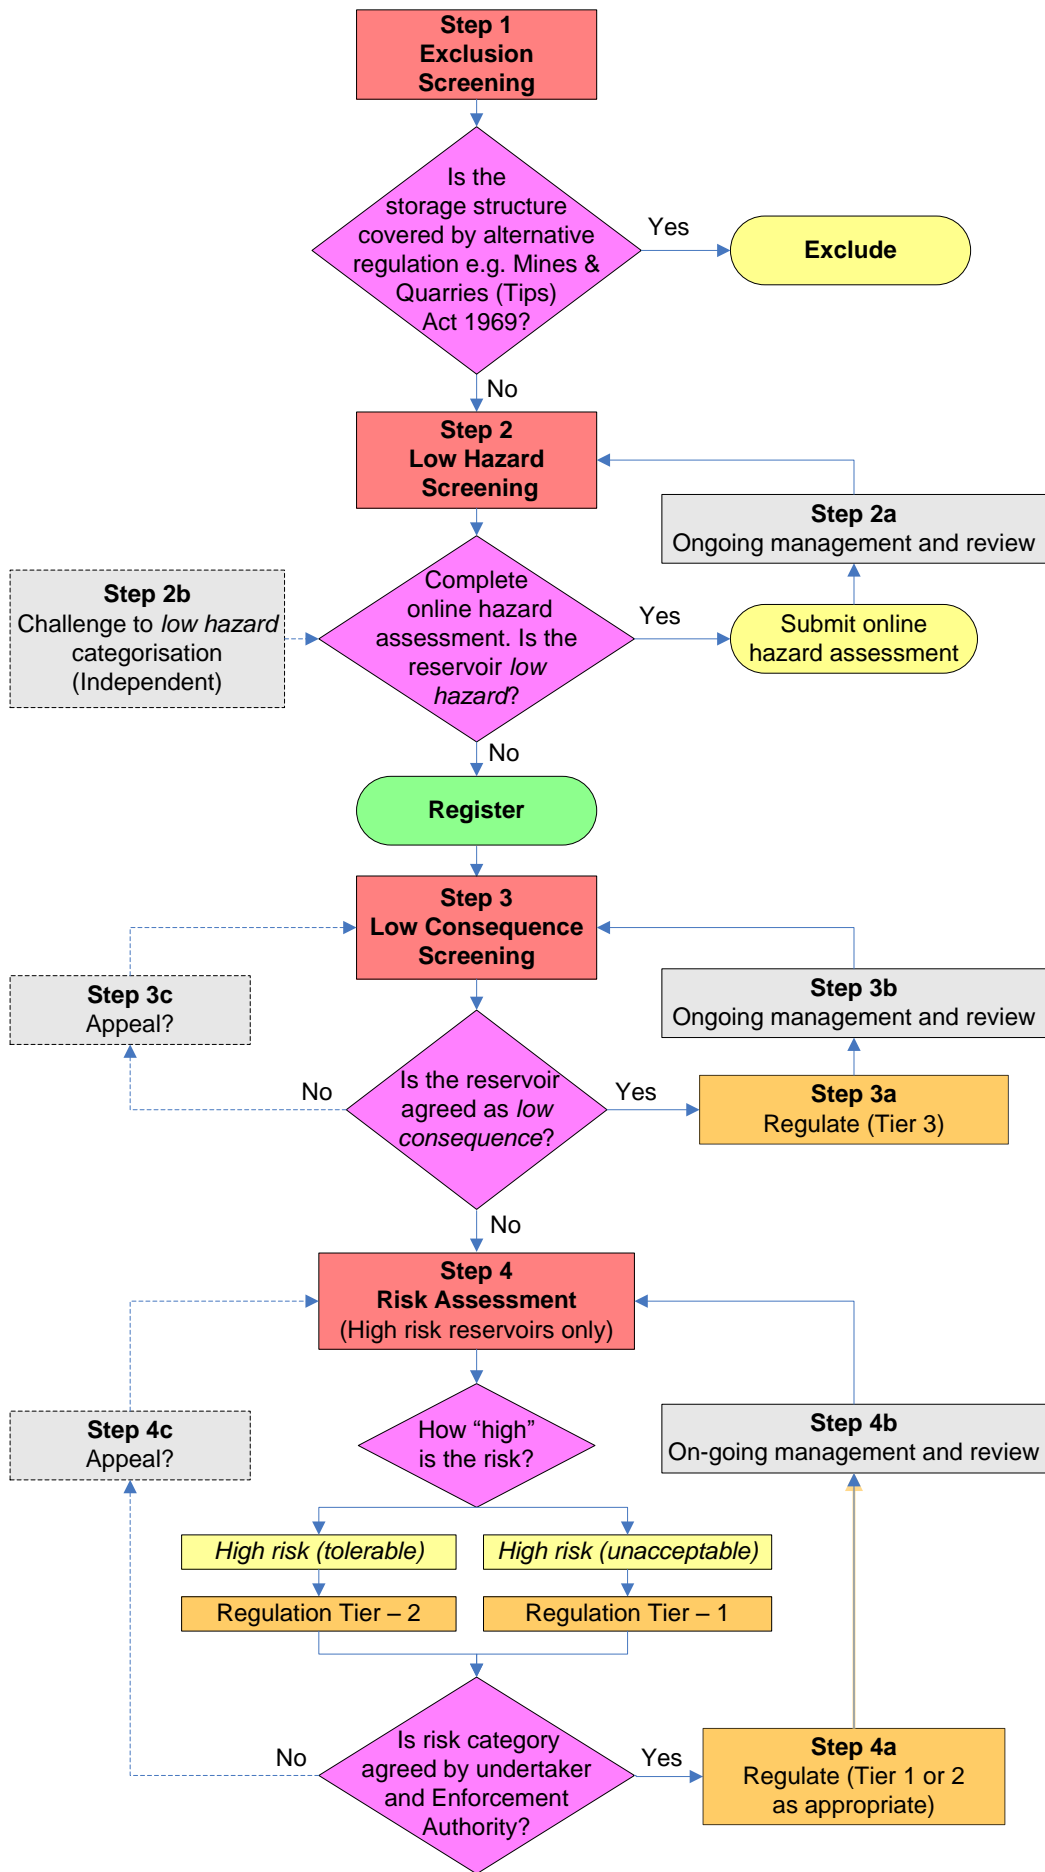 Step 1
Exclusion
Screening
Is the
storage structure
covered by alternative
regulation e.g. Mines &
Quarries (Tips)
Act 1969?
Yes
Exclude
No
Step 2
Low Hazard
Screening
Step 2a
Ongoing management and review
Step 2b
Challenge to low hazard
categorisation
(Independent)
Complete
online hazard
assessment. Is the
reservoir low
hazard?
Yes
Submit online
hazard assessment
No
Register
Step 3
Low Consequence
Screening
Step 3c
Appeal?
Step 3b
Ongoing management and review
No
Is the reservoir
agreed as low
consequence?
Yes
Step 3a
Regulate (Tier 3)
No
Step 4
Risk Assessment
(High risk reservoirs only)
Step 4c
Appeal?
How “high”
is the risk?
Step 4b
On-going management and review
High risk (tolerable)
High risk (unacceptable)
Regulation Tier – 2
Regulation Tier – 1
No
Is risk category
agreed by undertaker
and Enforcement
Authority?
Yes
Step 4a
Regulate (Tier 1 or 2
as appropriate)